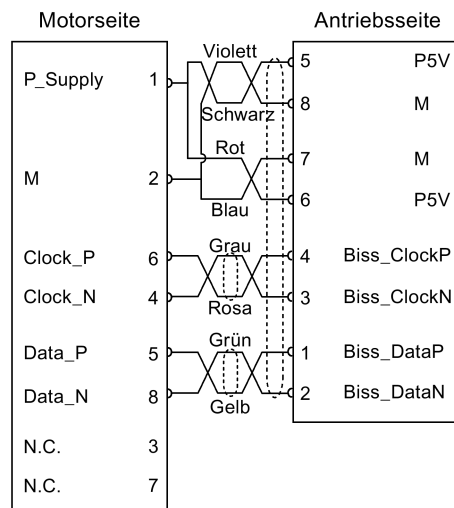 Motorseite Antriebsseite
Violett
5 P5V
P_Supply 1
8 M
Schwarz
Rot
7 M
M 2
6 P5V
Blau
Grau
Clock_P 6 4 Biss_ClockP
Clock_N 4 3 Biss_ClockN
Rosa
Grün
Data_P 5 1 Biss_DataP
Data_N 8 2 Biss_DataN
Gelb
N.C. 3
N.C. 7